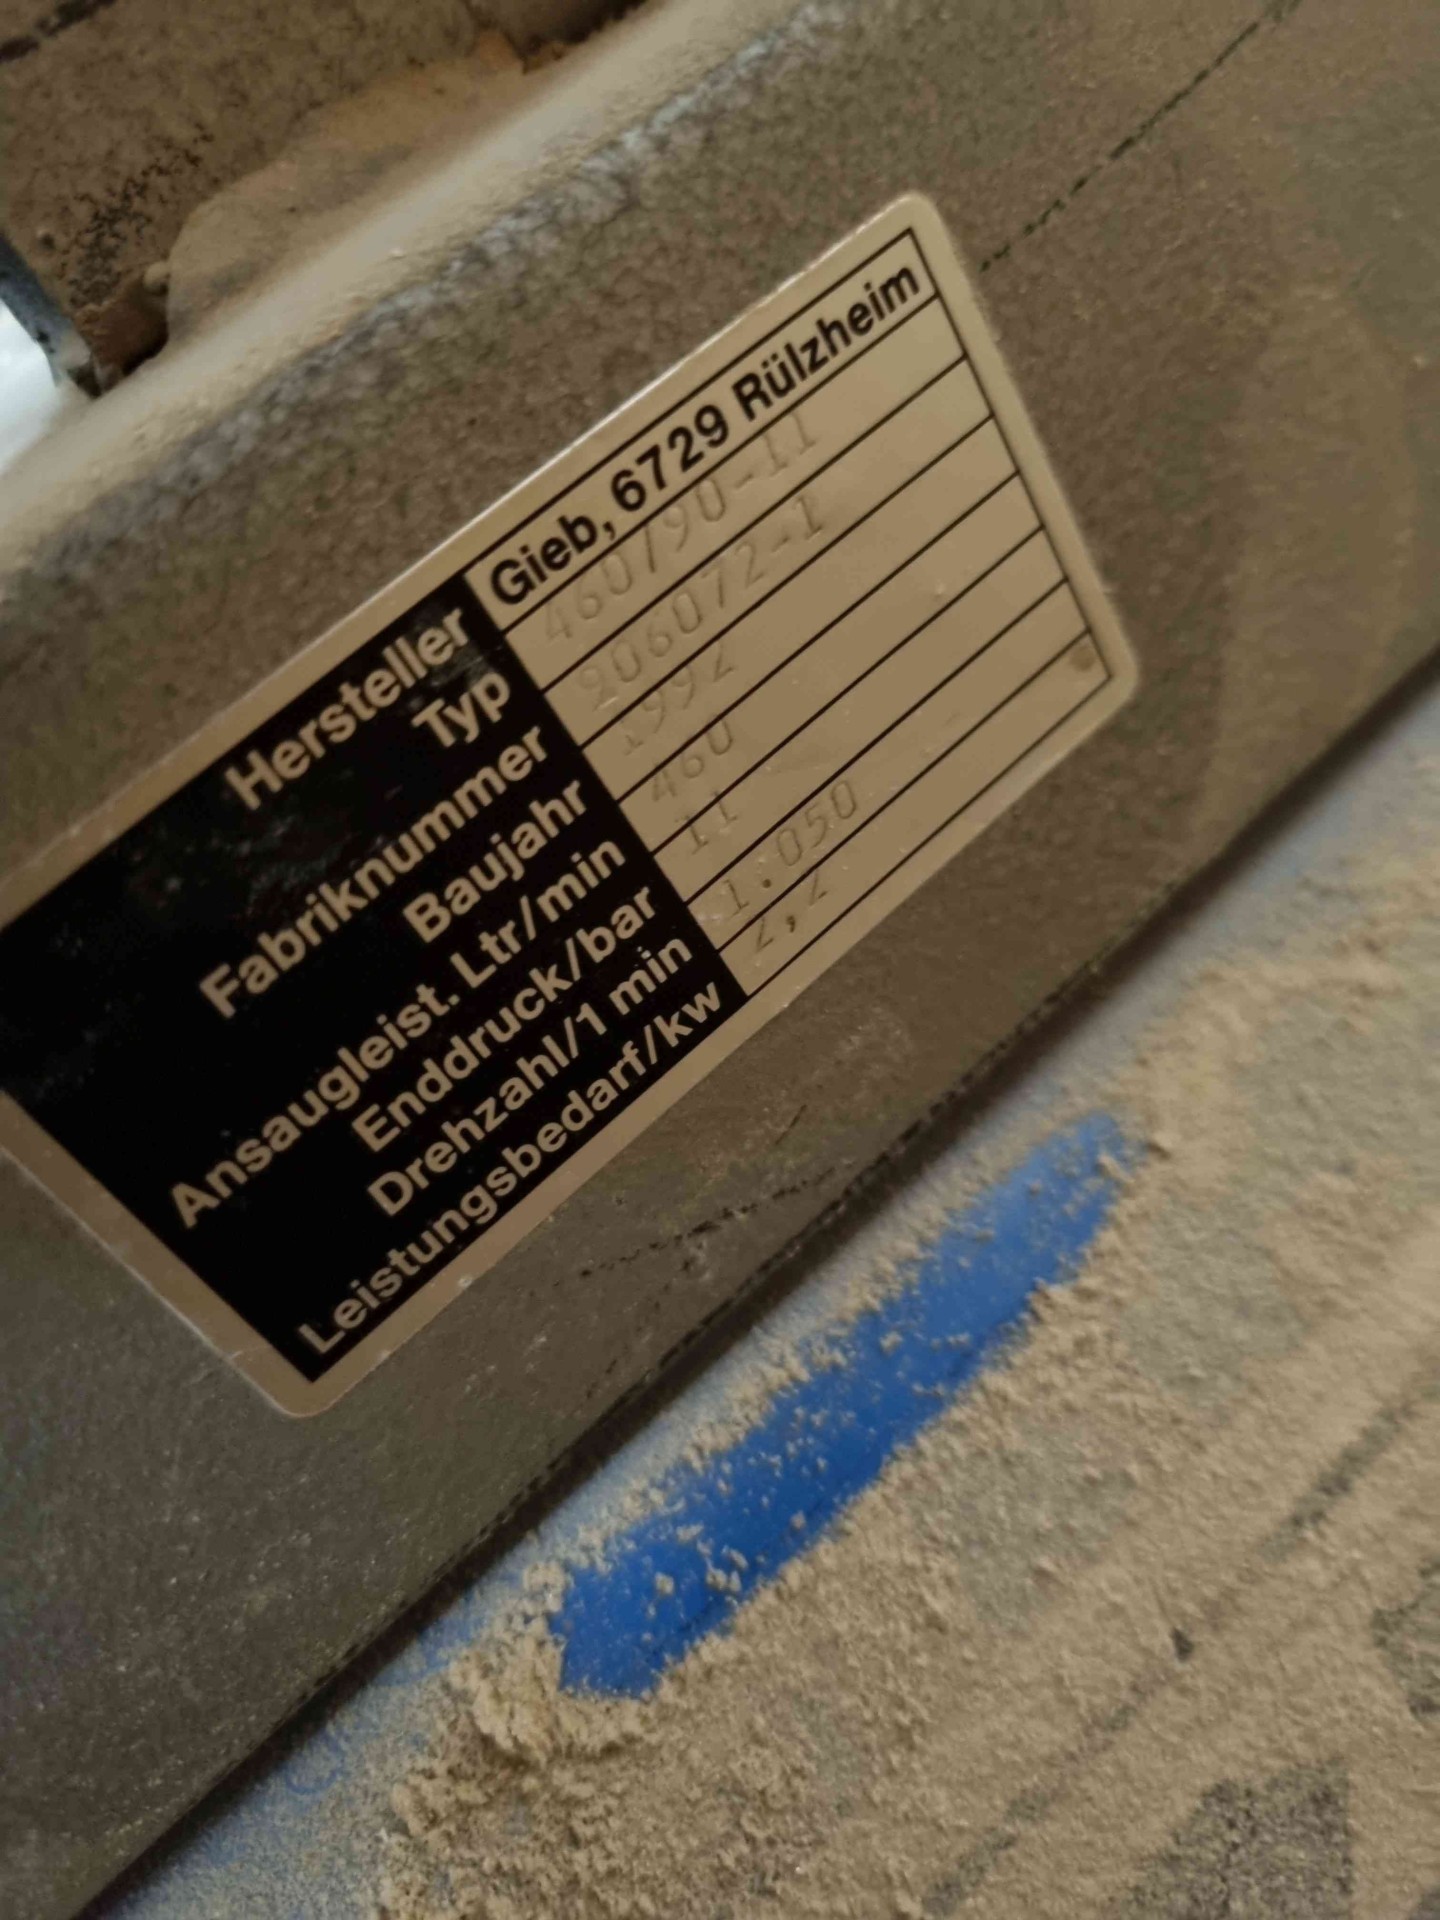 Hersteller Gieb, 6729 Rülzheim
Typ 460/90-11
Fabriknummer 206072-1
Baujahr 1992
Ansaugleist. Ltr/min 460
Enddruck/bar 11
Drehzahl/1 min 1.050
Leistungsbedarf/kw 2,2